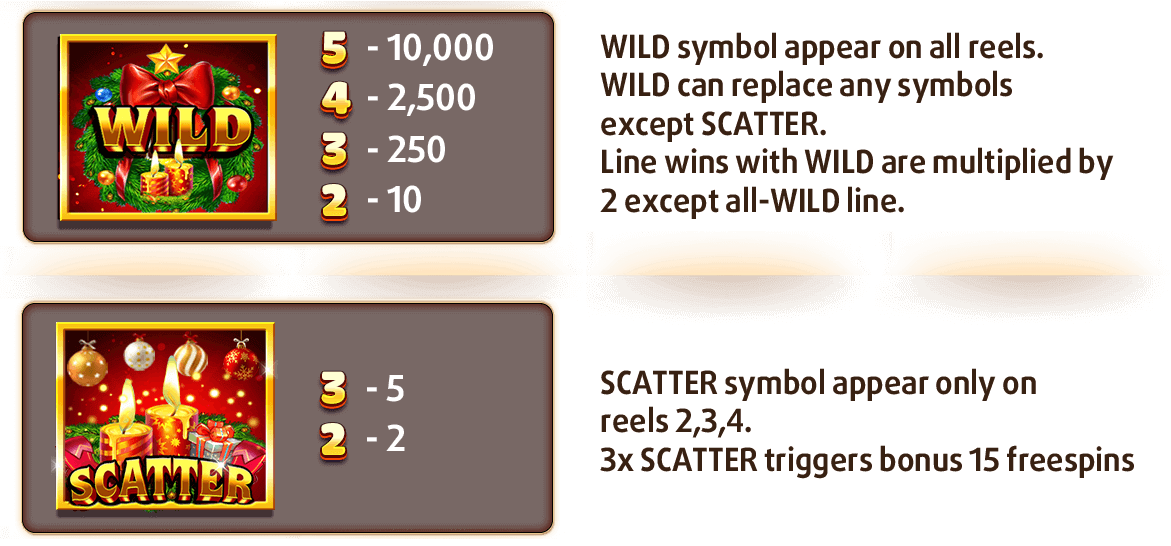 WILD
5 - 10,000
4 - 2,500
3 - 250
2 - 10
WILD symbol appear on all reels.
WILD can replace any symbols
except SCATTER.
Line wins with WILD are multiplied by
2 except all-WILD line.
SCATTER
3 - 5
2 - 2
SCATTER symbol appear only on
reels 2,3,4.
3x SCATTER triggers bonus 15 freespins